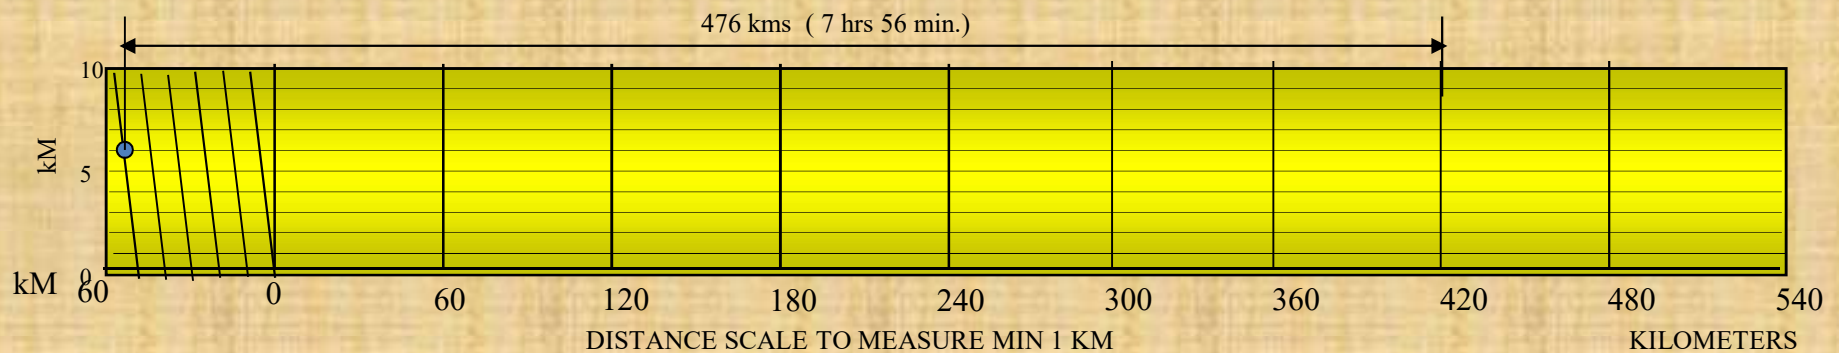 476 kms ( 7 hrs 56 min.)
10
kM
5
0
kM 60 0 60 120 180 240 300 360 420 480 540
DISTANCE SCALE TO MEASURE MIN 1 KM KILOMETERS